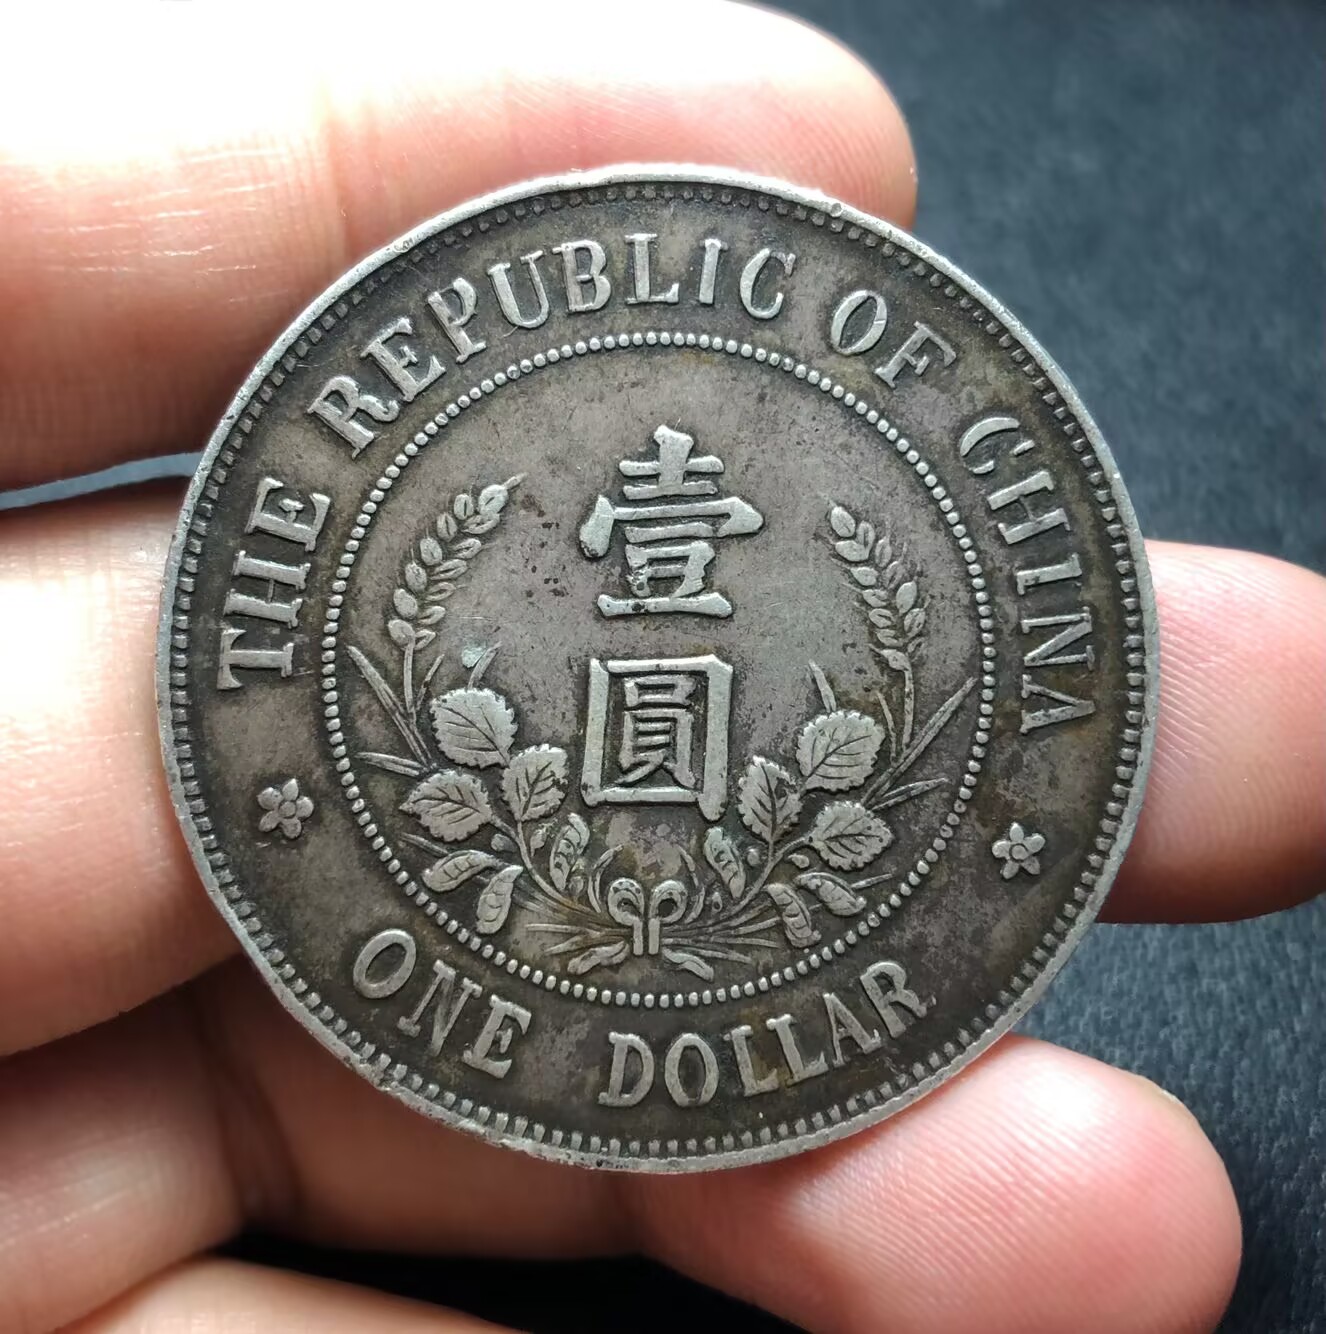 THE REPUBLIC OF CHINA
壹
圓
ONE DOLLAR